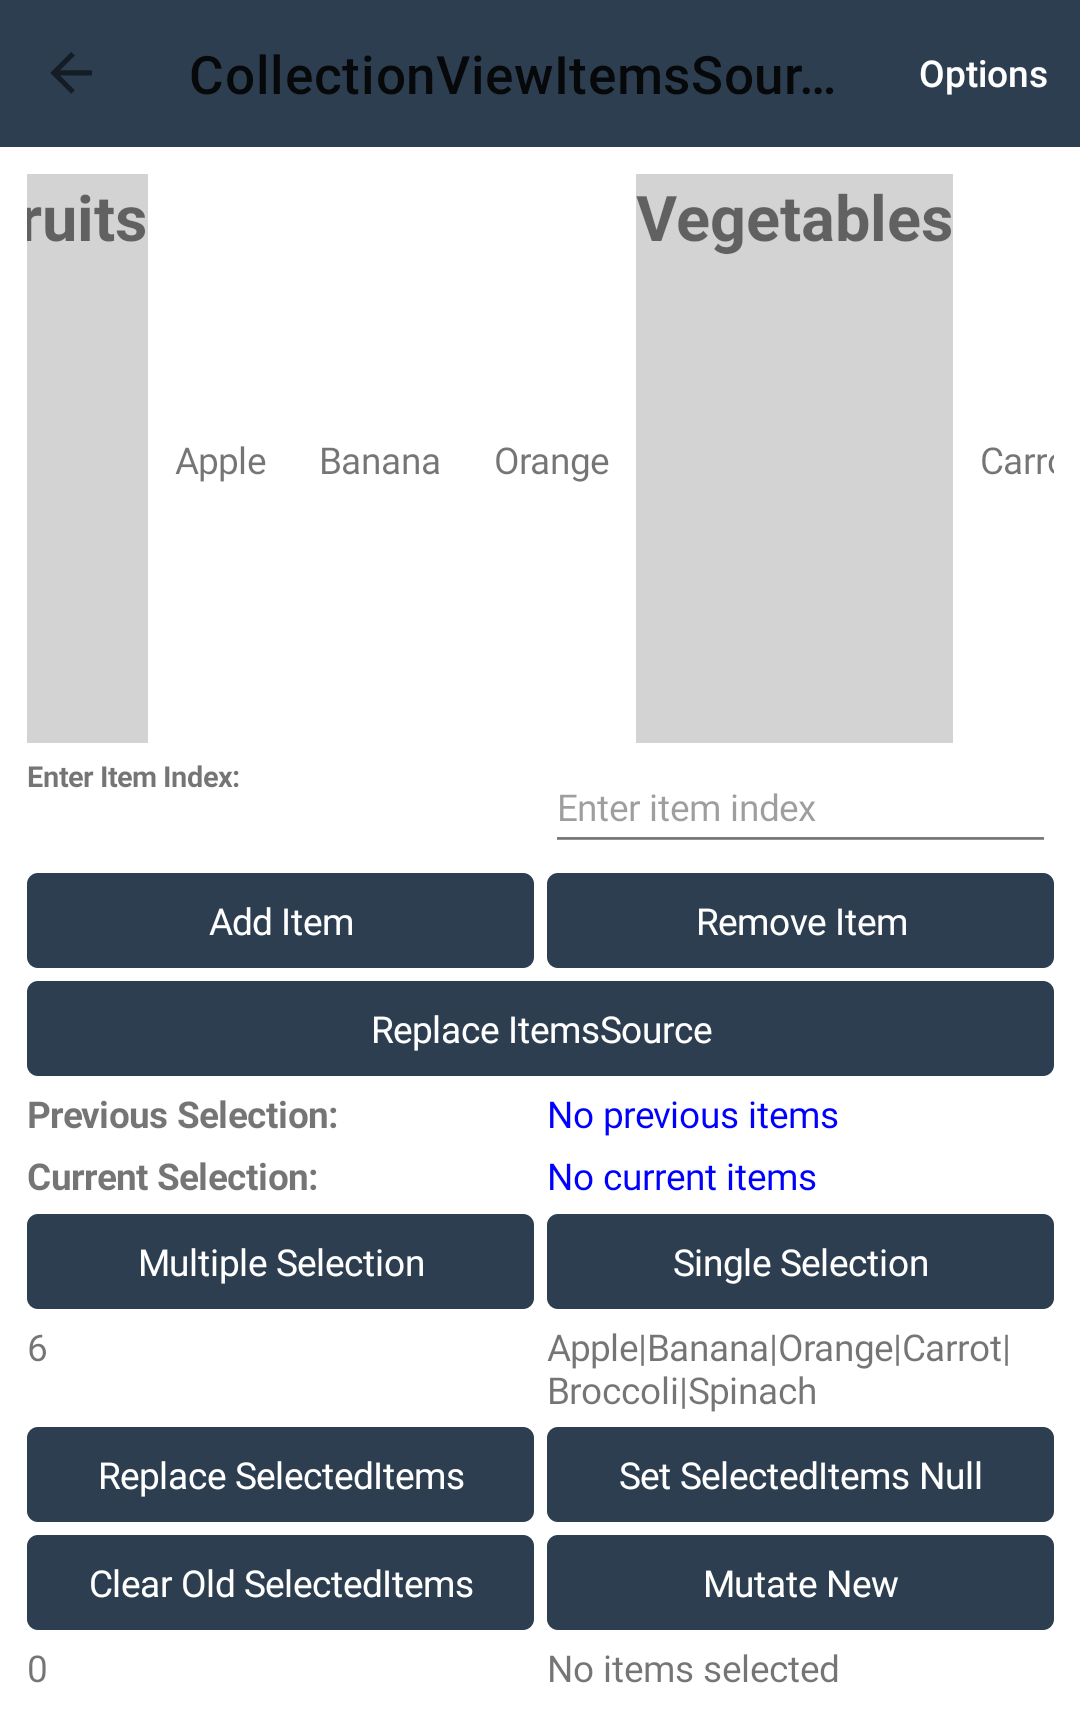 CollectionViewItemsSour...
Options
ruits
Vegetables
Apple Banana Orange Carro
Enter Item Index:
Enter item index
Add Item
Remove Item
Replace ItemsSource
Previous Selection:
No previous items
Current Selection:
No current items
Multiple Selection
Single Selection
6
Apple|Banana|Orange|Carrot|
Broccoli|Spinach
Replace SelectedItems
Set SelectedItems Null
Clear Old SelectedItems
Mutate New
0
No items selected